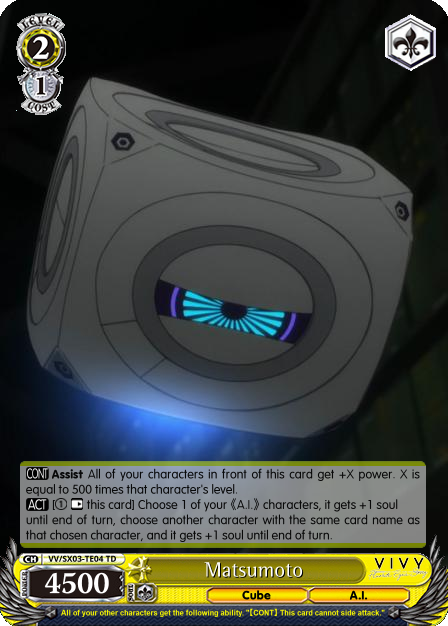 LEVEL
2
1
COST
CONT Assist All of your characters in front of this card get +X power. X is
equal to 500 times that character's level.
ACT [① this card] Choose 1 of your 《A.I.》 characters, it gets +1 soul
until end of turn, choose another character with the same card name as
that chosen character, and it gets +1 soul until end of turn.
CH VV/SX03-TE04 TD
POWER 4500 SOUL
Matsumoto
VIVY
Cube
A.I.
All of your other characters get the following ability. "【CONT】 This card cannot side attack."